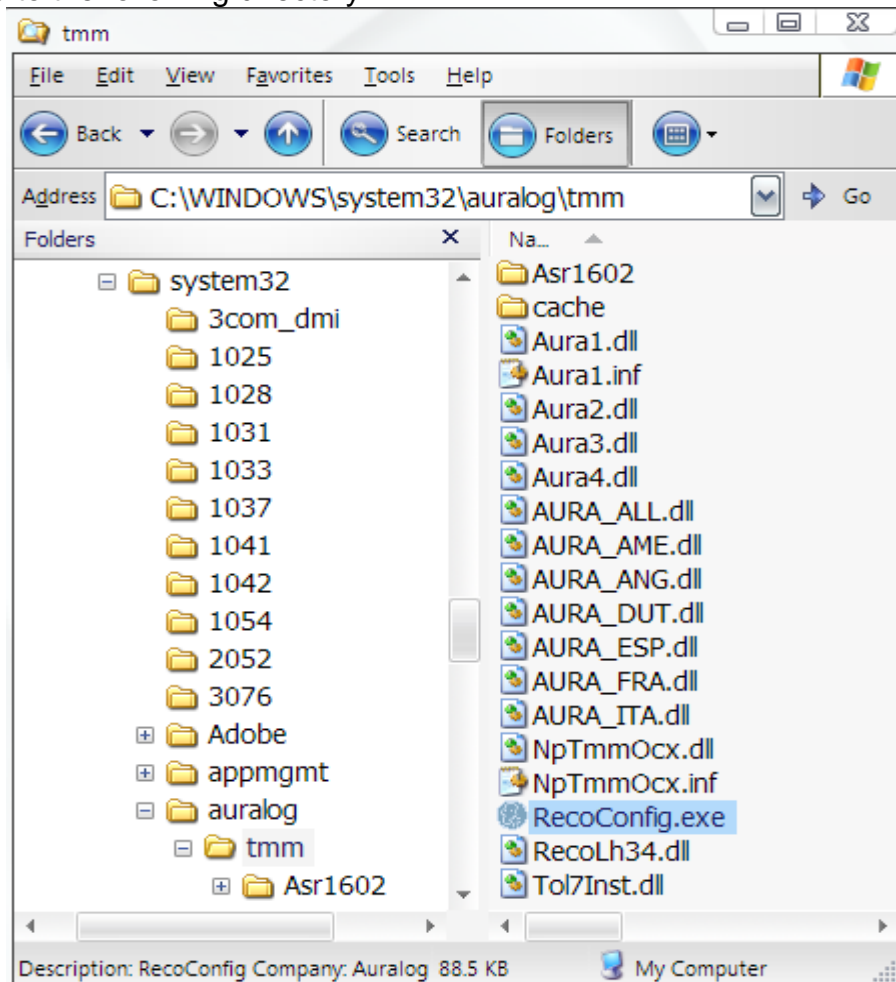 tmm
File Edit View Favorites Tools Help
Back Search Folders
Address C:\WINDOWS\system32\auralog\tmm Go
Folders
system32
3com_dmi
1025
1028
1031
1033
1037
1041
1042
1054
2052
3076
Adobe
appmgmt
auralog
tmm
Asr1602
Na...
Asr1602
cache
Aura1.dll
Aura1.inf
Aura2.dll
Aura3.dll
Aura4.dll
AURA_ALL.dll
AURA_AME.dll
AURA_ANG.dll
AURA_DUT.dll
AURA_ESP.dll
AURA_FRA.dll
AURA_ITA.dll
NpTmmOcx.dll
NpTmmOcx.inf
RecoConfig.exe
RecoLh34.dll
Tol7Inst.dll
Description: RecoConfig Company: Auralog 88.5 KB My Computer